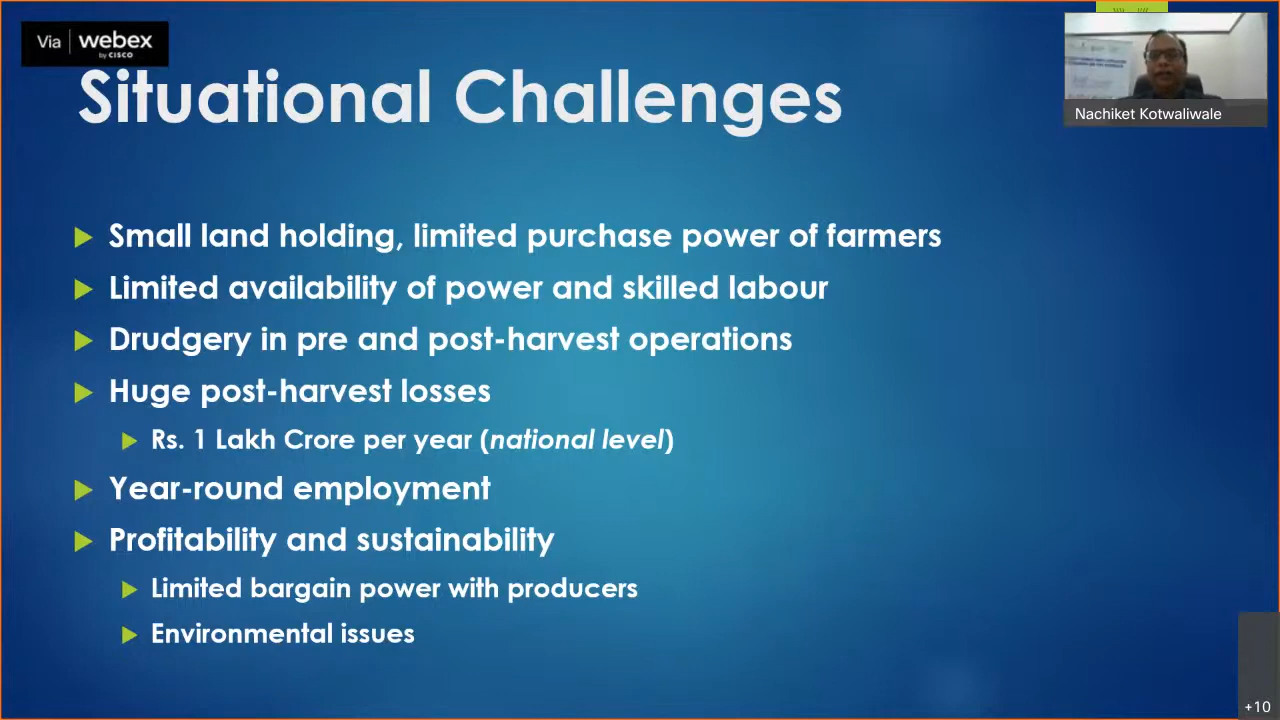 Via webex
by CISCO
Situational Challenges
Nachiket Kotwaliwale
Small land holding, limited purchase power of farmers
Limited availability of power and skilled labour
Drudgery in pre and post-harvest operations
Huge post-harvest losses
Rs. 1 Lakh Crore per year (national level)
Year-round employment
Profitability and sustainability
Limited bargain power with producers
Environmental issues
+10